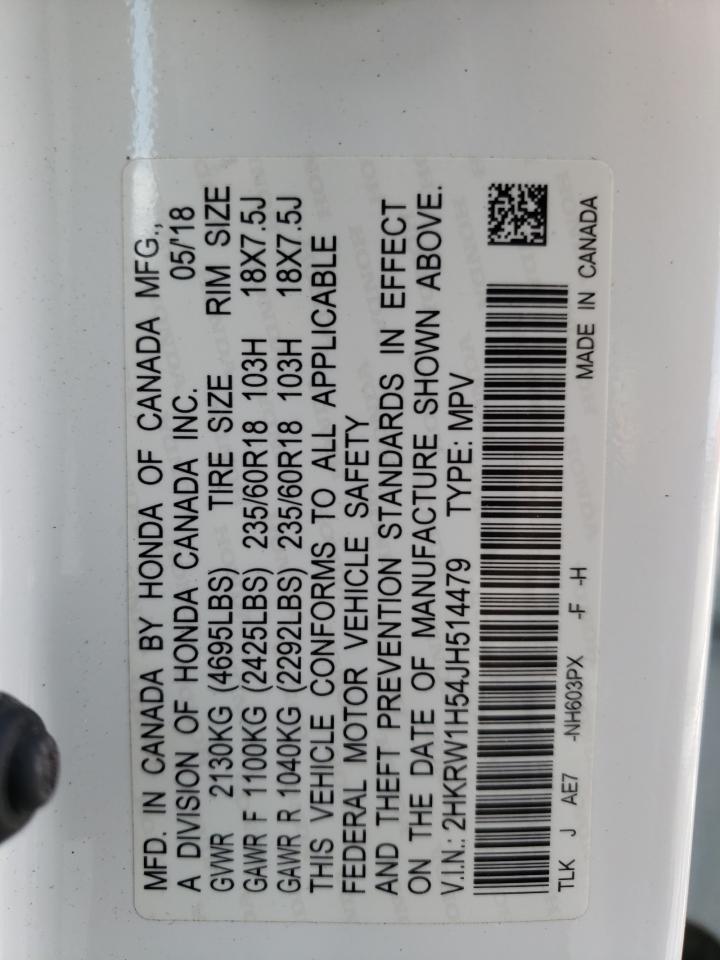 MFD. IN CANADA BY HONDA OF CANADA MFG.,
A DIVISION OF HONDA CANADA INC. 05/'18
GVWR 2130KG (4695LBS) TIRE SIZE RIM SIZE
GAWR F 1100KG (2425LBS) 235/60R18 103H 18X7.5J
GAWR R 1040KG (2292LBS) 235/60R18 103H 18X7.5J
THIS VEHICLE CONFORMS TO ALL APPLICABLE
FEDERAL MOTOR VEHICLE SAFETY
AND THEFT PREVENTION STANDARDS IN EFFECT
ON THE DATE OF MANUFACTURE SHOWN ABOVE.
V.I.N.: 2HKRW1H54JH514479 TYPE: MPV
TLK J AE7 -NH603PX -F -H MADE IN CANADA